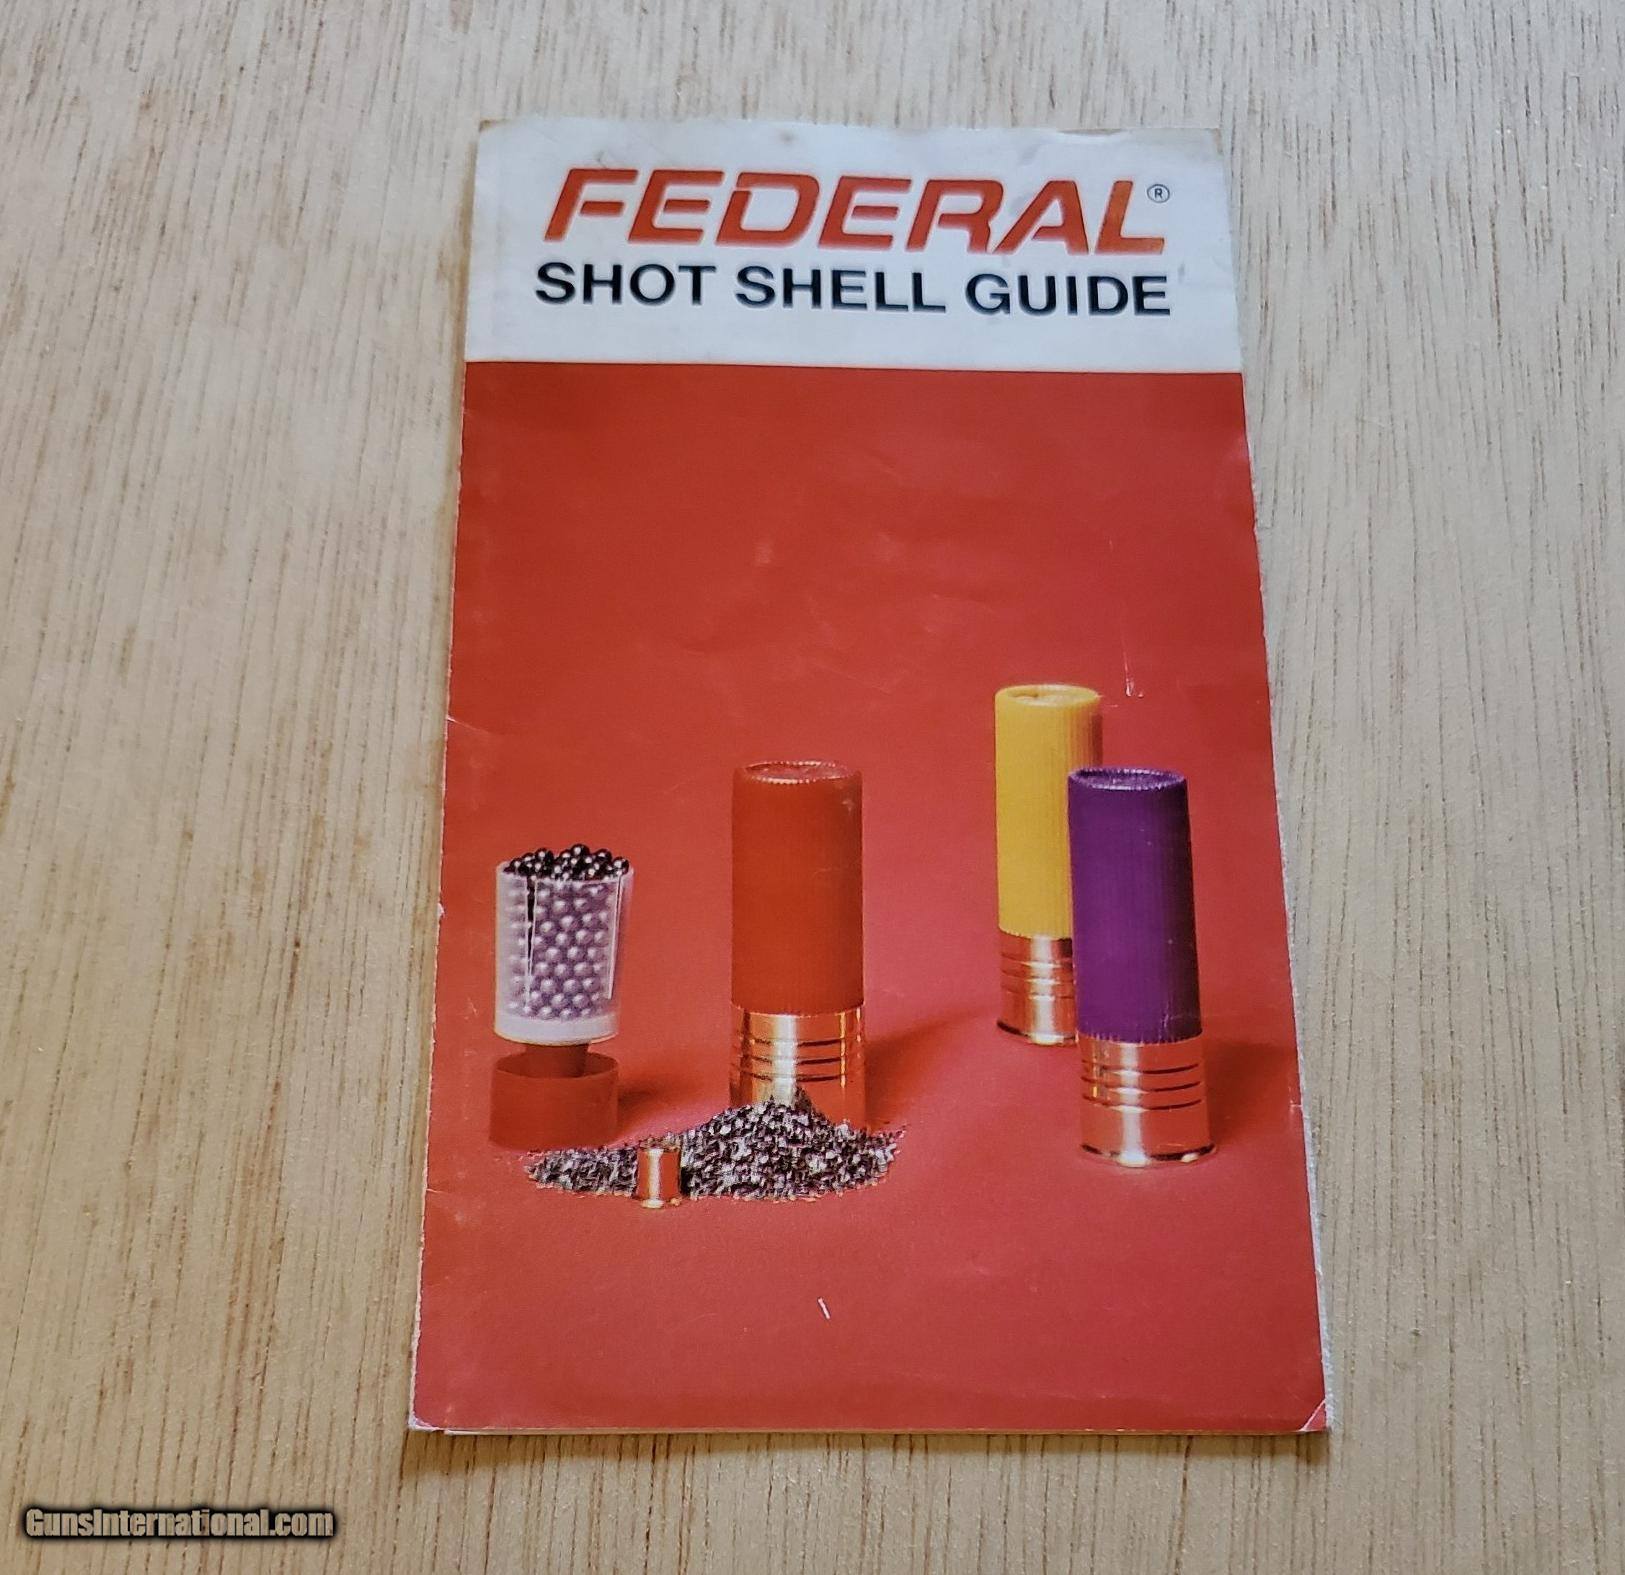 FEDERAL®
SHOT SHELL GUIDE
GunsInternational.com